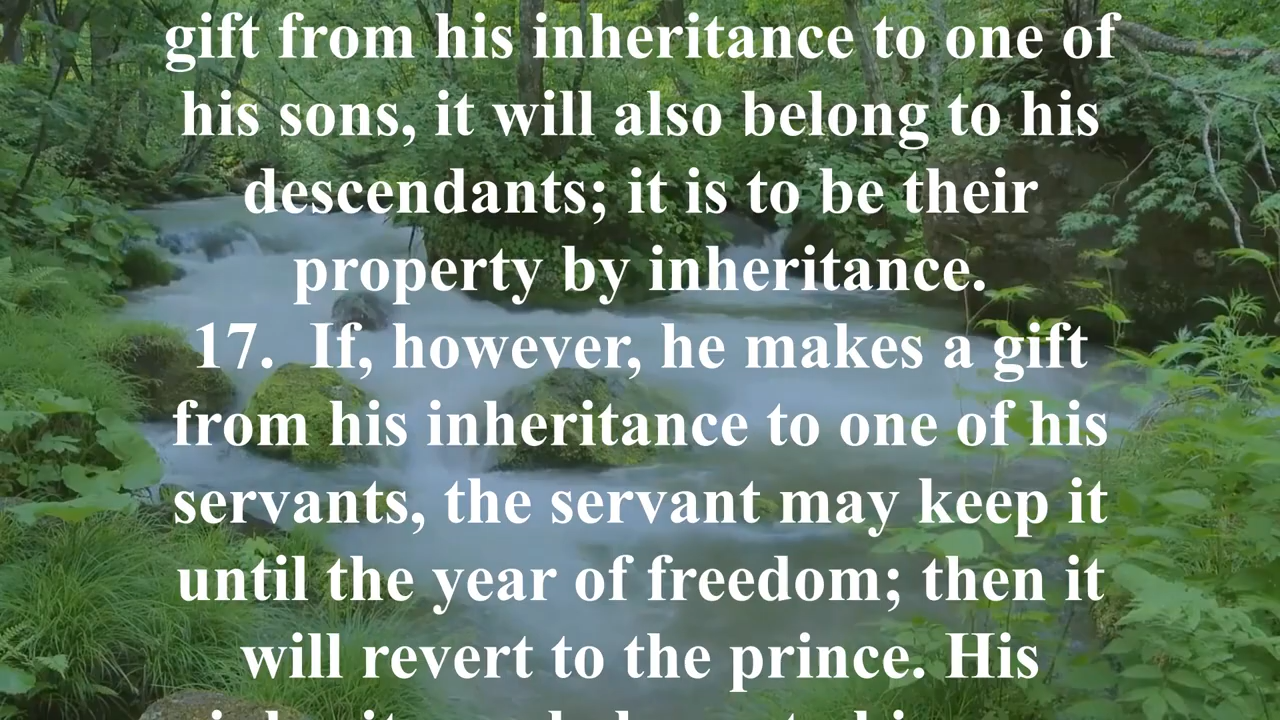 gift from his inheritance to one of
his sons, it will also belong to his
descendants; it is to be their
property by inheritance.
17. If, however, he makes a gift
from his inheritance to one of his
servants, the servant may keep it
until the year of freedom; then it
will revert to the prince. His